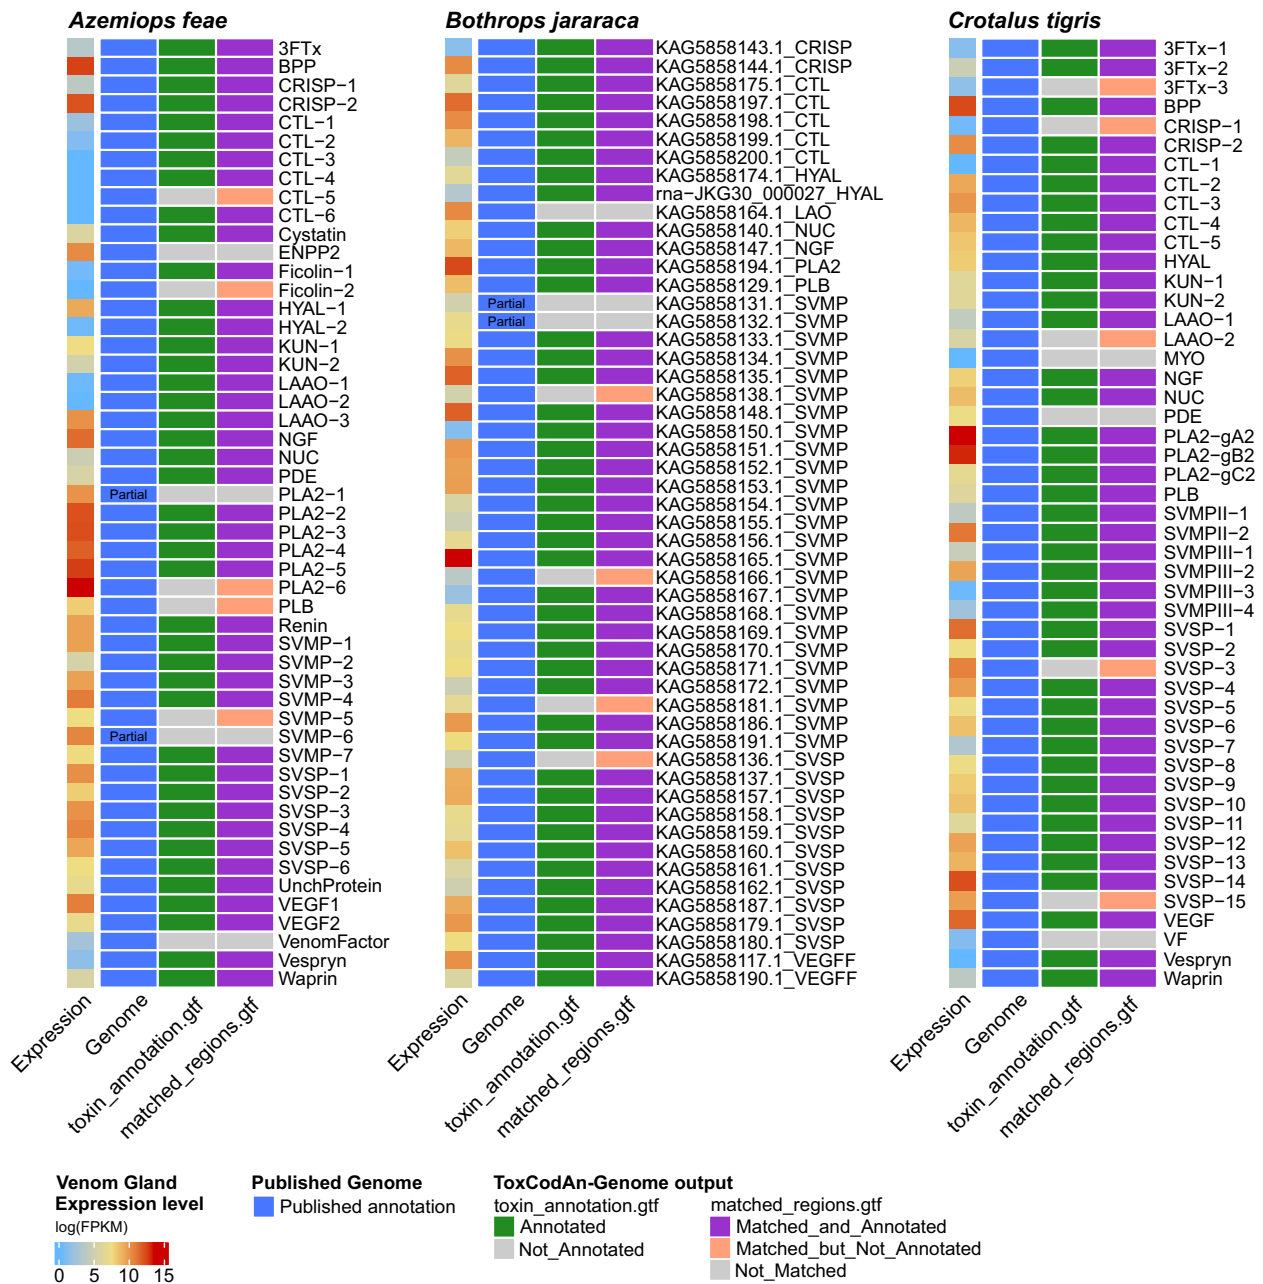 Azemiops feae
3FTx
BPP
CRISP−1
CRISP−2
CTL−1
CTL−2
CTL−3
CTL−4
CTL−5
CTL−6
Cystatin
ENPP2
Ficolin−1
Ficolin−2
HYAL−1
HYAL−2
KUN−1
KUN−2
LAAO−1
LAAO−2
LAAO−3
NGF
NUC
PDE
Partial
PLA2−1
PLA2−2
PLA2−3
PLA2−4
PLA2−5
PLA2−6
PLB
Renin
SVMP−1
SVMP−2
SVMP−3
SVMP−4
SVMP−5
Partial
SVMP−6
SVMP−7
SVSP−1
SVSP−2
SVSP−3
SVSP−4
SVSP−5
SVSP−6
UnchProtein
VEGF1
VEGF2
VenomFactor
Vespryn
Waprin
Expression
Genome
toxin_annotation.gtf
matched_regions.gtf
Bothrops jararaca
KAG5858143.1_CRISP
KAG5858144.1_CRISP
KAG5858175.1_CTL
KAG5858197.1_CTL
KAG5858198.1_CTL
KAG5858199.1_CTL
KAG5858200.1_CTL
KAG5858174.1_HYAL
rna−JKG30_000027_HYAL
KAG5858164.1_LAO
KAG5858140.1_NUC
KAG5858147.1_NGF
KAG5858194.1_PLA2
KAG5858129.1_PLB
Partial
KAG5858131.1_SVMP
Partial
KAG5858132.1_SVMP
KAG5858133.1_SVMP
KAG5858134.1_SVMP
KAG5858135.1_SVMP
KAG5858138.1_SVMP
KAG5858148.1_SVMP
KAG5858150.1_SVMP
KAG5858151.1_SVMP
KAG5858152.1_SVMP
KAG5858153.1_SVMP
KAG5858154.1_SVMP
KAG5858155.1_SVMP
KAG5858156.1_SVMP
KAG5858165.1_SVMP
KAG5858166.1_SVMP
KAG5858167.1_SVMP
KAG5858168.1_SVMP
KAG5858169.1_SVMP
KAG5858170.1_SVMP
KAG5858171.1_SVMP
KAG5858172.1_SVMP
KAG5858181.1_SVMP
KAG5858186.1_SVMP
KAG5858191.1_SVMP
KAG5858136.1_SVSP
KAG5858137.1_SVSP
KAG5858157.1_SVSP
KAG5858158.1_SVSP
KAG5858159.1_SVSP
KAG5858160.1_SVSP
KAG5858161.1_SVSP
KAG5858162.1_SVSP
KAG5858187.1_SVSP
KAG5858179.1_SVSP
KAG5858180.1_SVSP
KAG5858117.1_VEGFF
KAG5858190.1_VEGFF
Expression
Genome
toxin_annotation.gtf
matched_regions.gtf
Crotalus tigris
3FTx−1
3FTx−2
3FTx−3
BPP
CRISP−1
CRISP−2
CTL−1
CTL−2
CTL−3
CTL−4
CTL−5
HYAL
KUN−1
KUN−2
LAAO−1
LAAO−2
MYO
NGF
NUC
PDE
PLA2−gA2
PLA2−gB2
PLA2−gC2
PLB
SVMPII−1
SVMPII−2
SVMPIII−1
SVMPIII−2
SVMPIII−3
SVMPIII−4
SVSP−1
SVSP−2
SVSP−3
SVSP−4
SVSP−5
SVSP−6
SVSP−7
SVSP−8
SVSP−9
SVSP−10
SVSP−11
SVSP−12
SVSP−13
SVSP−14
SVSP−15
VEGF
VF
Vespryn
Waprin
Expression
Genome
toxin_annotation.gtf
matched_regions.gtf
Venom Gland
Expression level
log(FPKM)
0 5 10 15
Published Genome
Published annotation
ToxCodAn-Genome output
toxin_annotation.gtf
Annotated
Not_Annotated
matched_regions.gtf
Matched_and_Annotated
Matched_but_Not_Annotated
Not_Matched